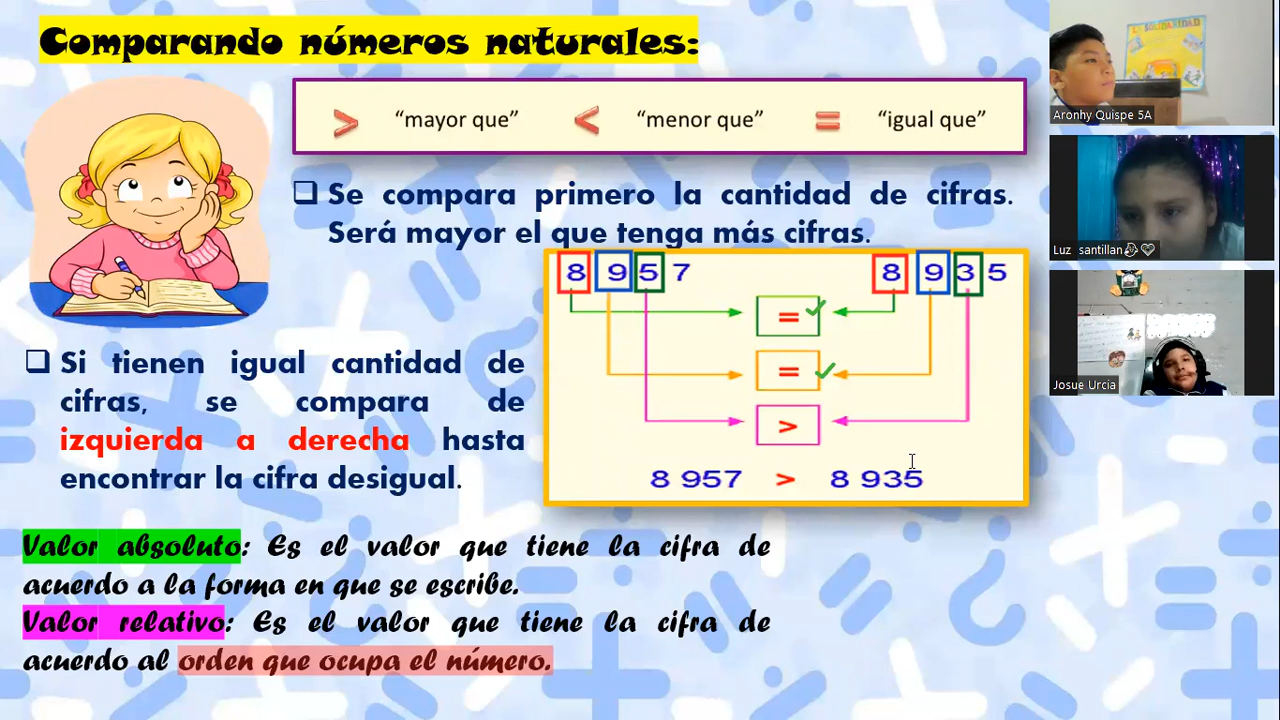 Comparando números naturales:
> “mayor que” < “menor que” = “igual que”
Se compara primero la cantidad de cifras.
Será mayor el que tenga más cifras.
8 9 5 7 8 9 3 5
=
=
>
8 957 > 8 935
Si tienen igual cantidad de
cifras, se compara de
izquierda a derecha hasta
encontrar la cifra desigual.
Valor absoluto: Es el valor que tiene la cifra de
acuerdo a la forma en que se escribe.
Valor relativo: Es el valor que tiene la cifra de
acuerdo al orden que ocupa el número.
SOLIDARIDAD
Aronhy Quispe 5A
Luz santillan
Josue Urcia